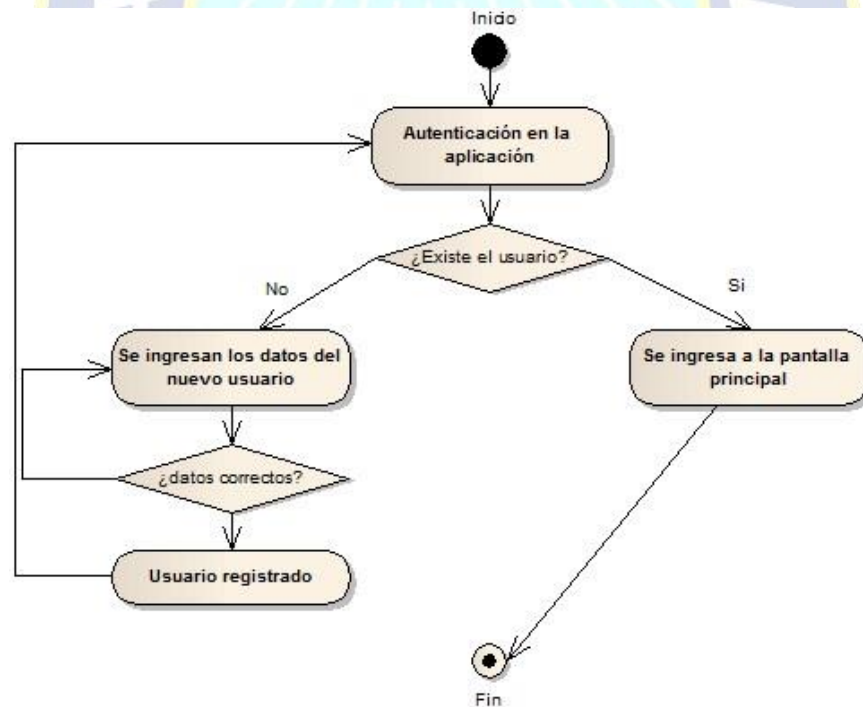 Inicio
Autenticación en la
aplicación
¿Existe el usuario?
No
Si
Se ingresan los datos del
nuevo usuario
Se ingresa a la pantalla
principal
¿datos correctos?
Usuario registrado
Fin